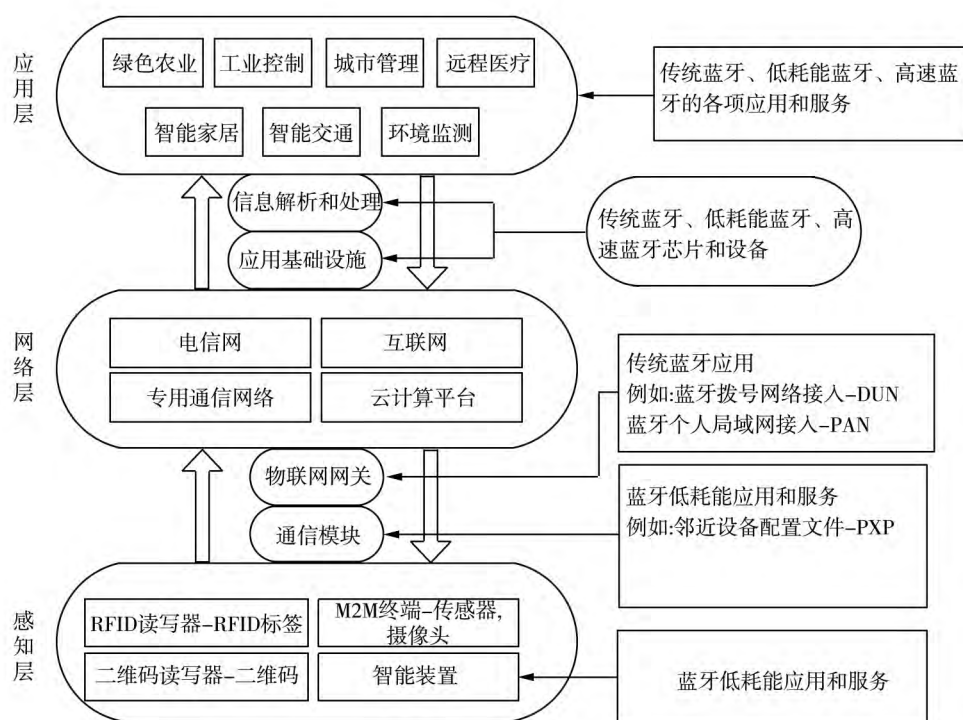 应用层
绿色农业
工业控制
城市管理
远程医疗
智能家居
智能交通
环境监测
传统蓝牙、低耗能蓝牙、高速蓝
牙的各项应用和服务
信息解析和处理
应用基础设施
传统蓝牙、低耗能蓝牙、高
速蓝牙芯片和设备
网络层
电信网
互联网
专用通信网络
云计算平台
传统蓝牙应用
例如:蓝牙拨号网络接入-DUN
蓝牙个人局域网接入-PAN
物联网网关
通信模块
蓝牙低耗能应用和服务
例如:邻近设备配置文件-PXP
感知层
RFID读写器-RFID标签
M2M终端-传感器,
摄像头
二维码读写器-二维码
智能装置
蓝牙低耗能应用和服务